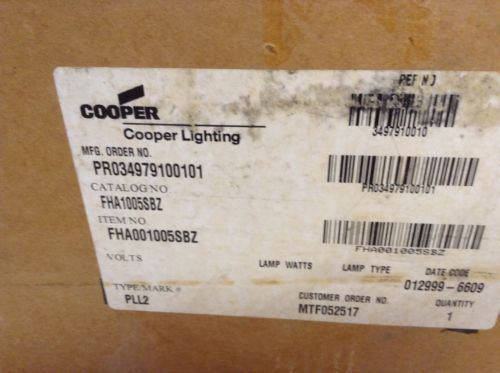 REF NO
3497910010
COOPER
Cooper Lighting
MFG. ORDER NO.
PR034979100101
PR034979100101
CATALOG NO.
FHA1005SBZ
ITEM NO.
FHA001005SBZ
FHA001005SBZ
VOLTS
LAMP WATTS
LAMP TYPE
DATE CODE
012999-6609
TYPE/MARK #
PLL2
CUSTOMER ORDER NO.
MTF052517
QUANTITY
1